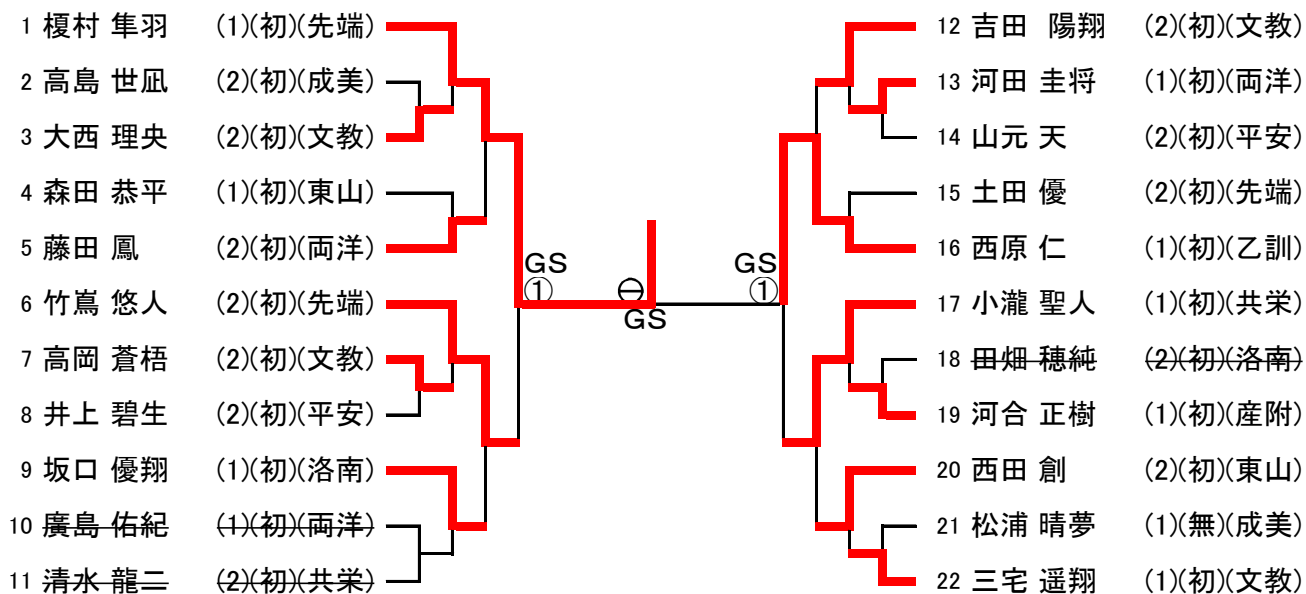 1 榎村 隼羽 (1)(初)(先端)
2 高島 世凪 (2)(初)(成美)
3 大西 理央 (2)(初)(文教)
4 森田 恭平 (1)(初)(東山)
5 藤田 鳳 (2)(初)(両洋)
6 竹嶌 悠人 (2)(初)(先端)
7 高岡 蒼梧 (2)(初)(文教)
8 井上 碧生 (2)(初)(平安)
9 坂口 優翔 (1)(初)(洛南)
10 廣島 佑紀 (1)(初)(両洋)
11 清水 龍二 (2)(初)(共栄)
GS
①
㊀
GS
GS
①
12 吉田 陽翔 (2)(初)(文教)
13 河田 圭将 (1)(初)(両洋)
14 山元 天 (2)(初)(平安)
15 土田 優 (2)(初)(先端)
16 西原 仁 (1)(初)(乙訓)
17 小瀧 聖人 (1)(初)(共栄)
18 田畑 穂純 (2)(初)(洛南)
19 河合 正樹 (1)(初)(産附)
20 西田 創 (2)(初)(東山)
21 松浦 晴夢 (1)(無)(成美)
22 三宅 遥翔 (1)(初)(文教)